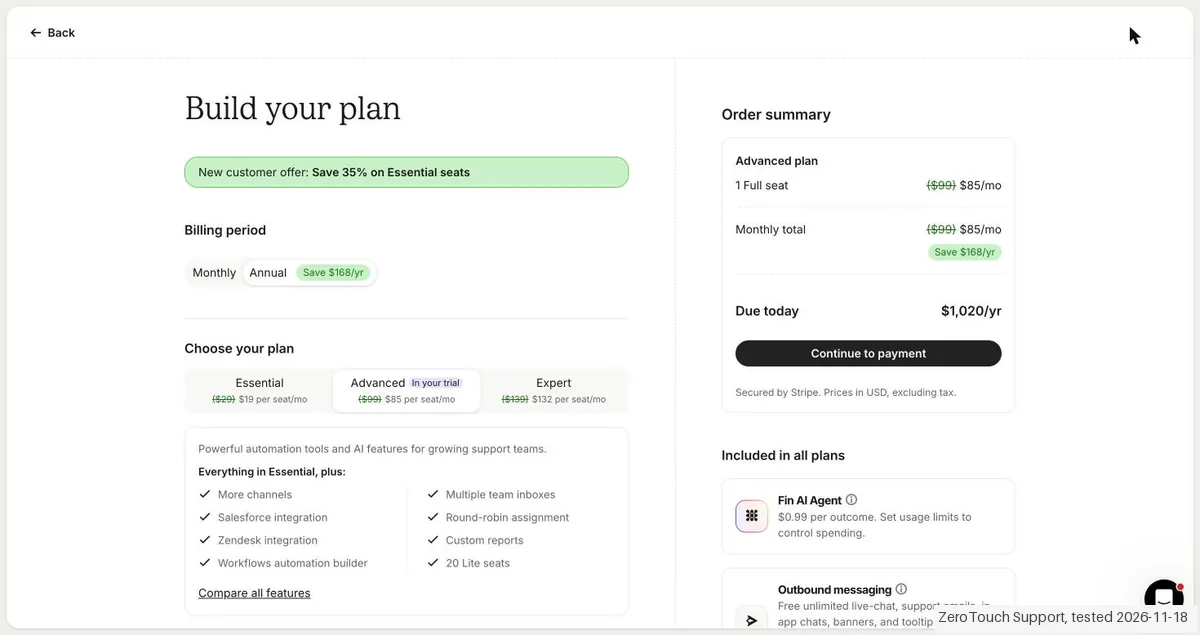 Back
Build your plan
New customer offer: Save 35% on Essential seats
Billing period
Monthly Annual Save $168/yr
Choose your plan
Essential
($29) $19 per seat/mo
Advanced In your trial
($99) $85 per seat/mo
Expert
($139) $132 per seat/mo
Powerful automation tools and AI features for growing support teams.
Everything in Essential, plus:
More channels
Salesforce integration
Zendesk integration
Workflows automation builder
Multiple team inboxes
Round-robin assignment
Custom reports
20 Lite seats
Compare all features
Order summary
Advanced plan
1 Full seat ($99) $85/mo
Monthly total ($99) $85/mo
Save $168/yr
Due today $1,020/yr
Continue to payment
Secured by Stripe. Prices in USD, excluding tax.
Included in all plans
Fin AI Agent
$0.99 per outcome. Set usage limits to
control spending.
Outbound messaging
Free unlimited live-chat, support
app chats, banners, and
ZeroTouch Support, tested 2026-11-18